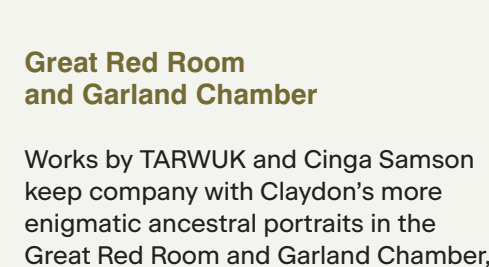 Great Red Room
and Garland Chamber
Works by TARWUK and Cinga Samson
keep company with Claydon’s more
enigmatic ancestral portraits in the
Great Red Room and Garland Chamber,